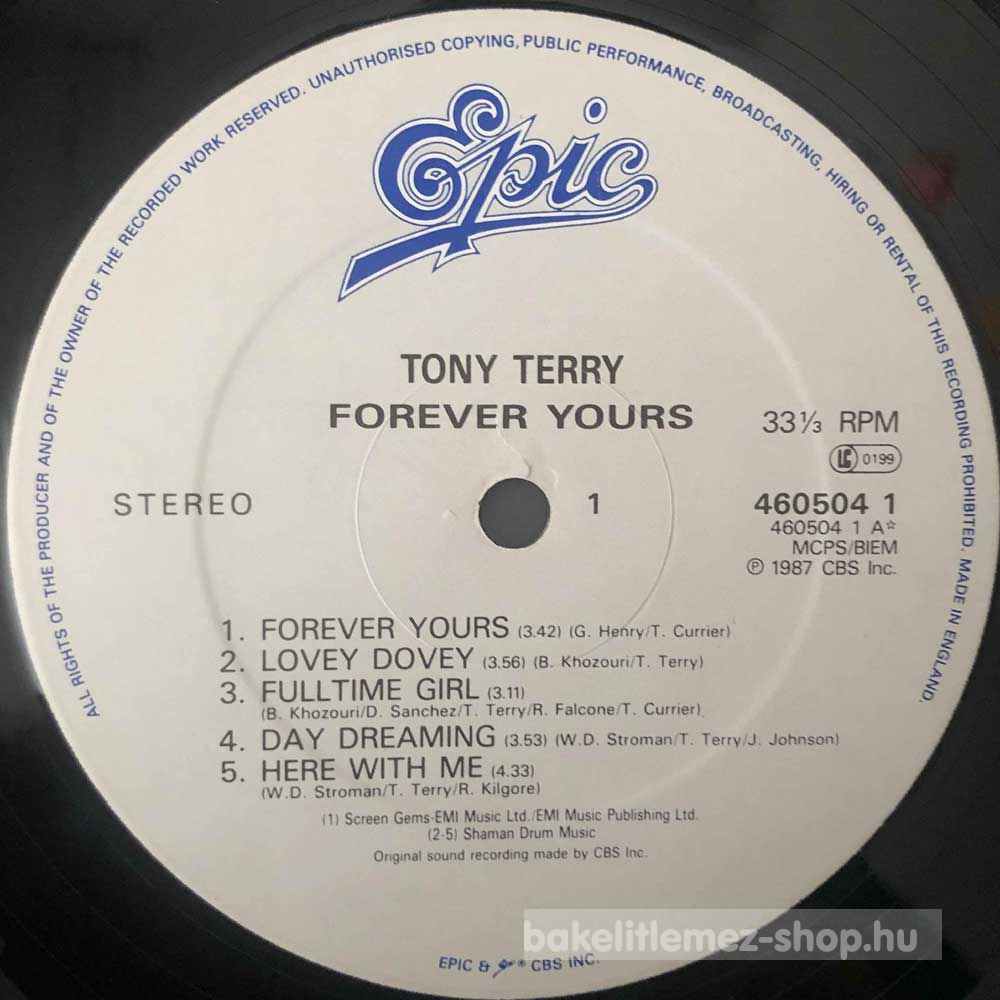 ALL RIGHTS OF THE PRODUCER AND OF THE OWNER OF THE RECORDED WORK RESERVED. UNAUTHORISED COPYING, PUBLIC PERFORMANCE, BROADCASTING, HIRING OR RENTAL OF THIS RECORDING PROHIBITED. MADE IN ENGLAND.
Epic
TONY TERRY
FOREVER YOURS
33⅓ RPM
LC 0199
STEREO
1
460504 1
460504 1 A☆
MCPS/BIEM
℗ 1987 CBS Inc.
1. FOREVER YOURS (3.42) (G. Henry/T. Currier)
2. LOVEY DOVEY (3.56) (B. Khozouri/T. Terry)
3. FULLTIME GIRL (3.11)
(B. Khozouri/D. Sanchez/T. Terry/R. Falcone/T. Currier)
4. DAY DREAMING (3.53) (W.D. Stroman/T. Terry/J. Johnson)
5. HERE WITH ME (4.33)
(W.D. Stroman/T. Terry/R. Kilgore)
(1) Screen Gems-EMI Music Ltd./EMI Music Publishing Ltd.
(2-5) Shaman Drum Music
Original sound recording made by CBS Inc.
bakelitlemez-shop.hu
EPIC & Epic ® CBS INC.